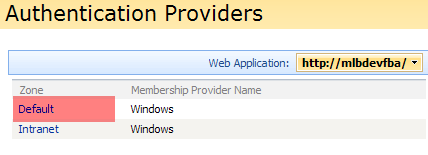 Authentication Providers
Web Application: http://mlbdevfba/
Zone Membership Provider Name
Default Windows
Intranet Windows